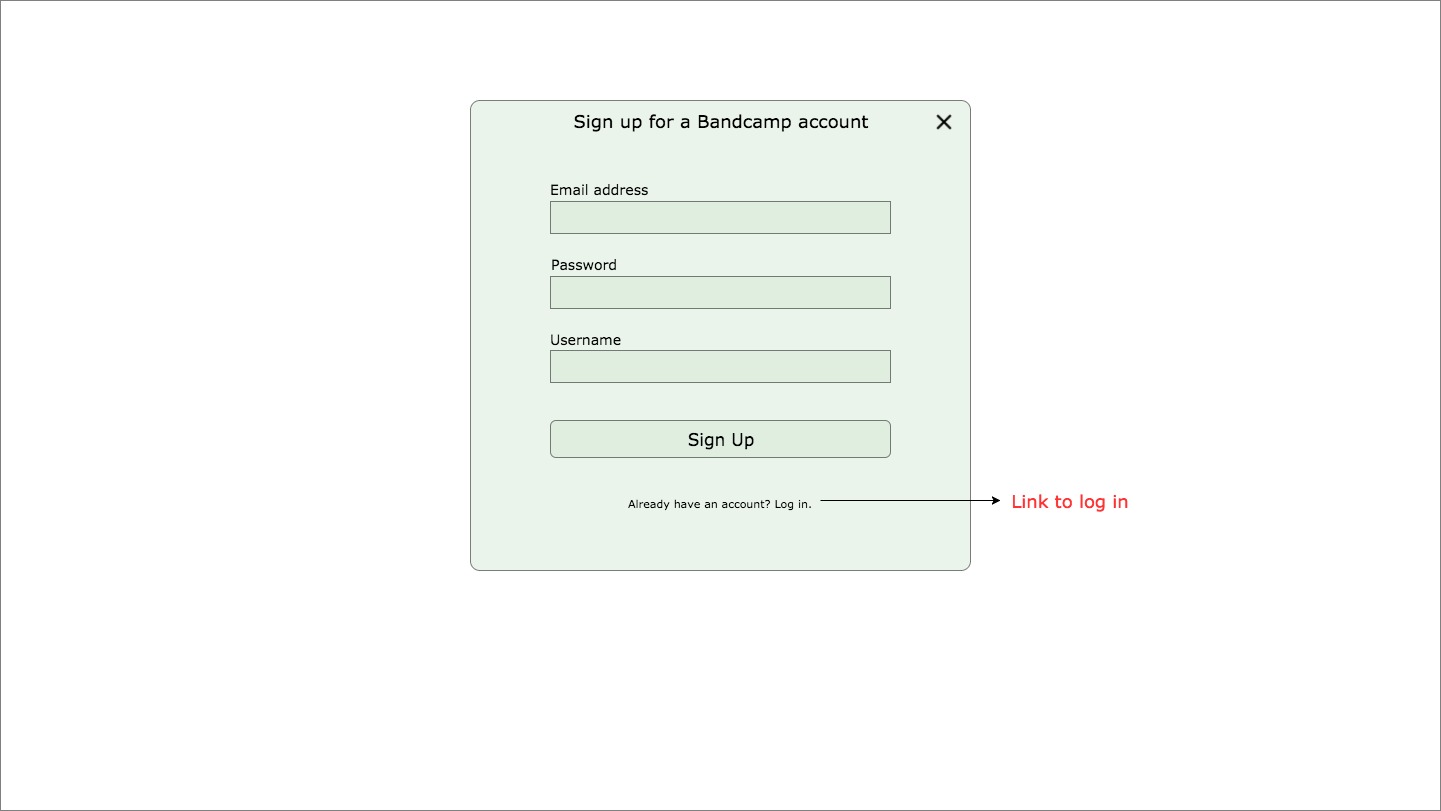 Sign up for a Bandcamp account
Email address
Password
Username
Sign Up
Already have an account? Log in.
Link to log in